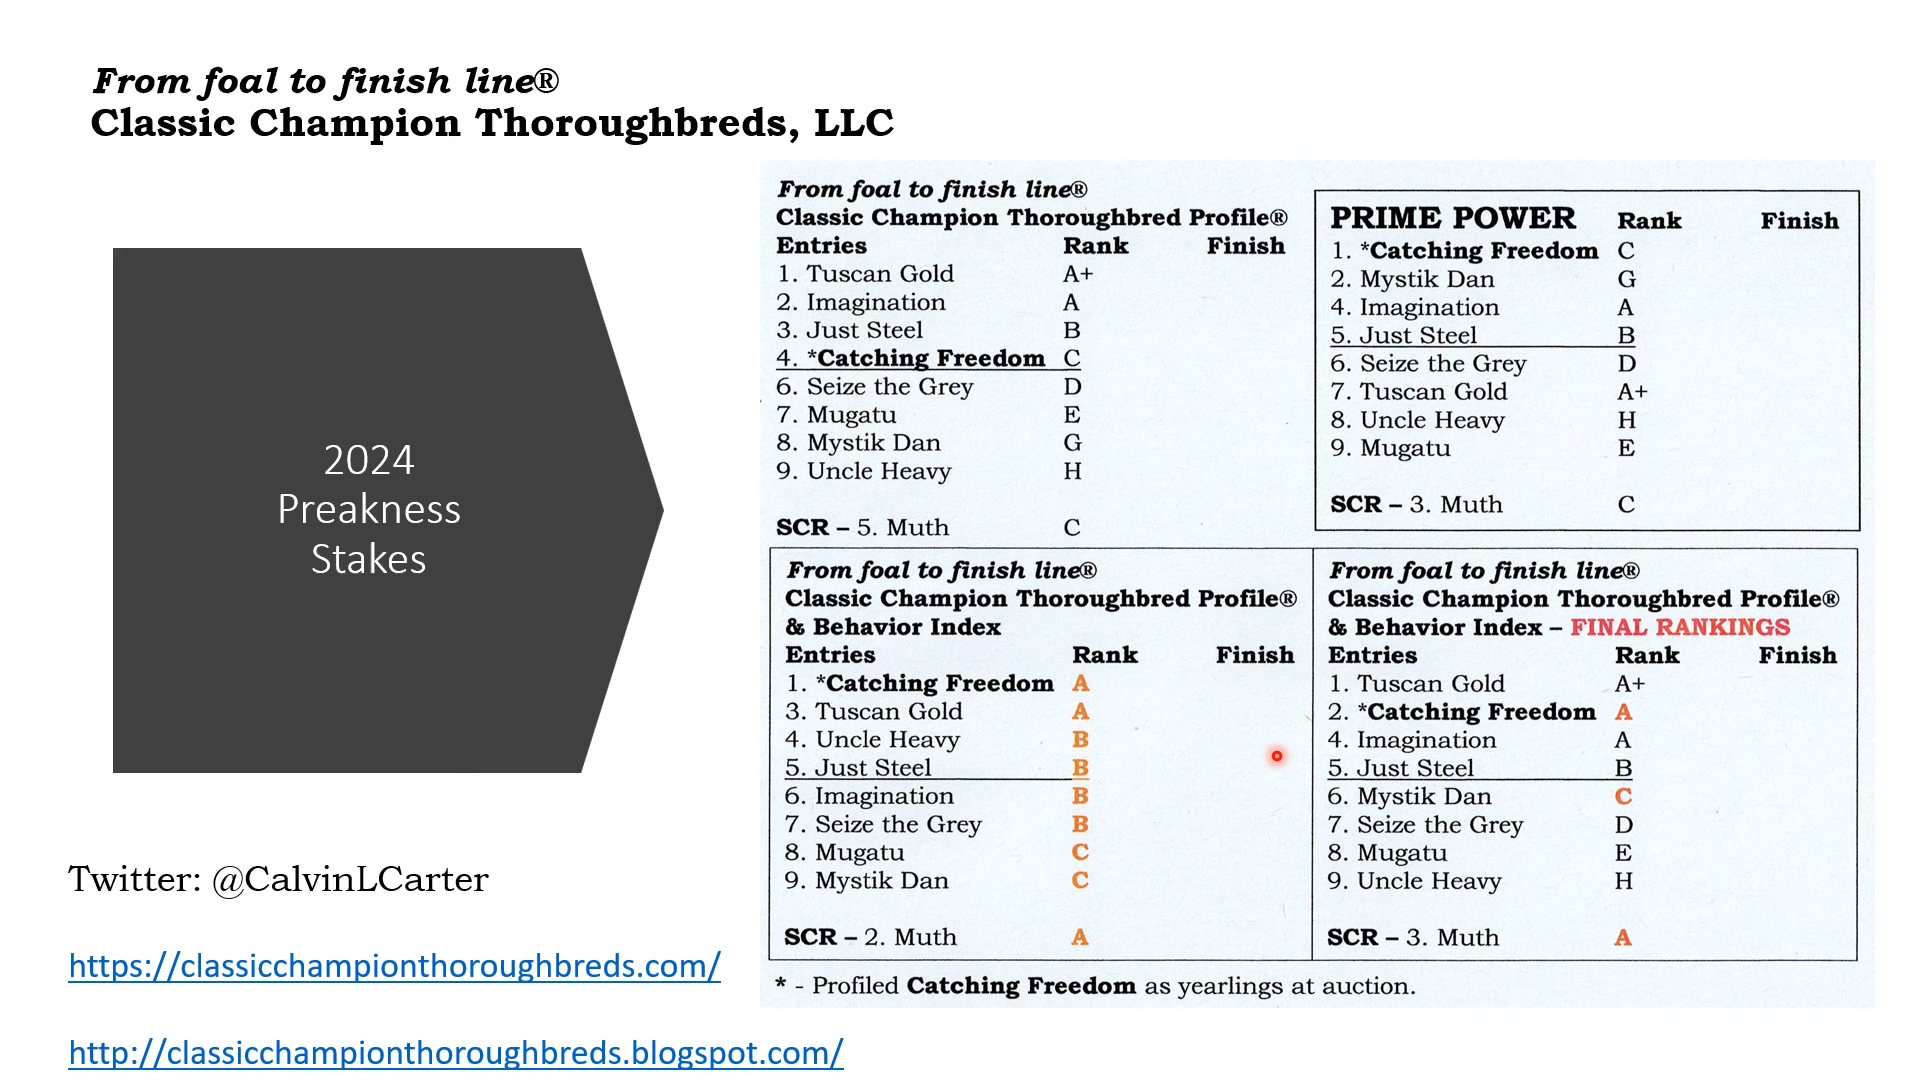 From foal to finish line®
Classic Champion Thoroughbreds, LLC
2024
Preakness
Stakes
Twitter: @CalvinLCarter
https://classicchampionthoroughbreds.com/
http://classicchampionthoroughbreds.blogspot.com/
From foal to finish line®
Classic Champion Thoroughbred Profile®
Entries Rank Finish
1. Tuscan Gold A+
2. Imagination A
3. Just Steel B
4. *Catching Freedom C
6. Seize the Grey D
7. Mugatu E
8. Mystik Dan G
9. Uncle Heavy H
SCR – 5. Muth C
PRIME POWER Rank Finish
1. *Catching Freedom C
2. Mystik Dan G
4. Imagination A
5. Just Steel B
6. Seize the Grey D
7. Tuscan Gold A+
8. Uncle Heavy H
9. Mugatu E
SCR – 3. Muth C
From foal to finish line®
Classic Champion Thoroughbred Profile®
& Behavior Index
Entries Rank Finish
1. *Catching Freedom A
3. Tuscan Gold A
4. Uncle Heavy B
5. Just Steel B
6. Imagination B
7. Seize the Grey B
8. Mugatu C
9. Mystik Dan C
SCR – 2. Muth A
From foal to finish line®
Classic Champion Thoroughbred Profile®
& Behavior Index – FINAL RANKINGS
Entries Rank Finish
1. Tuscan Gold A+
2. *Catching Freedom A
4. Imagination A
5. Just Steel B
6. Mystik Dan C
7. Seize the Grey D
8. Mugatu E
9. Uncle Heavy H
SCR – 3. Muth A
* - Profiled Catching Freedom as yearlings at auction.